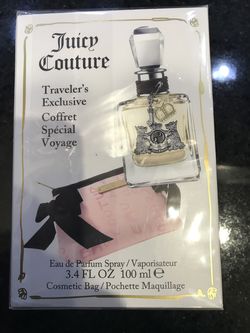 Juicy
Couture
Traveler's
Exclusive
Coffret
Spécial
Voyage
Eau de Parfum Spray / Vaporisateur
3.4 FL OZ 100 ml ℮
Cosmetic Bag / Pochette Maquillage